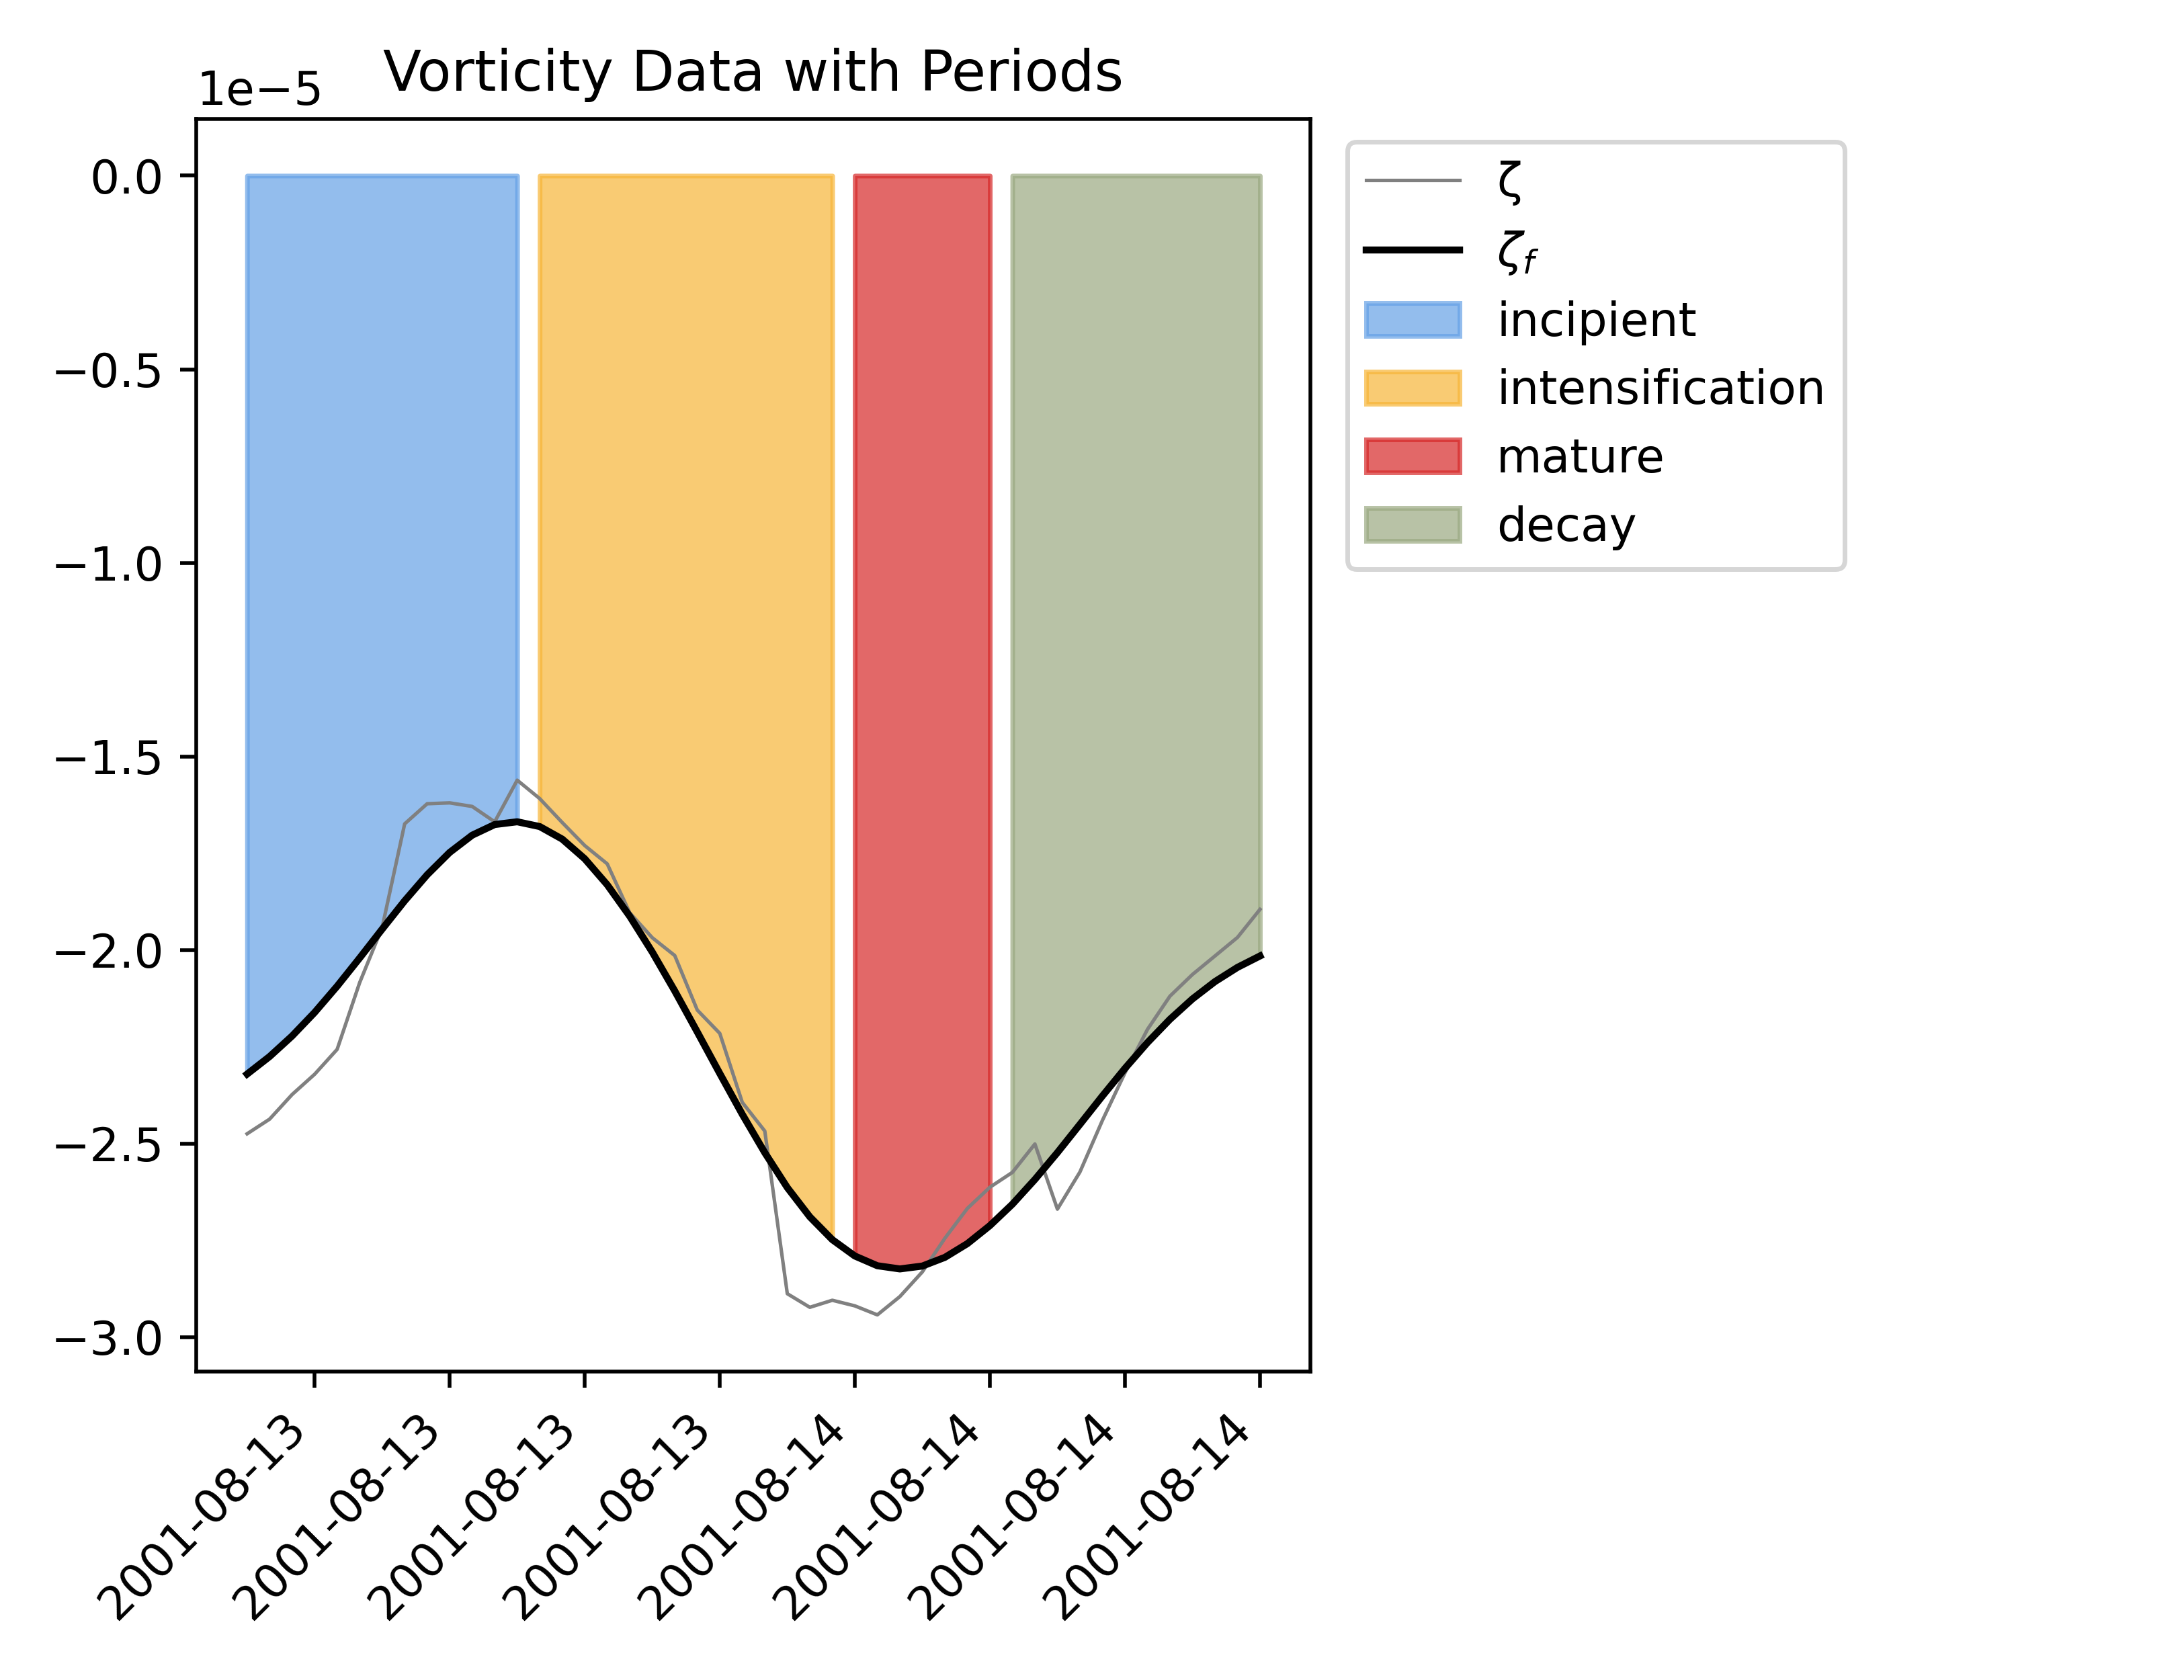 Vorticity Data with Periods
1e−5
0.0
−0.5
−1.0
−1.5
−2.0
−2.5
−3.0
2001-08-13
2001-08-13
2001-08-13
2001-08-13
2001-08-14
2001-08-14
2001-08-14
2001-08-14
ζ
ζf
incipient
intensification
mature
decay